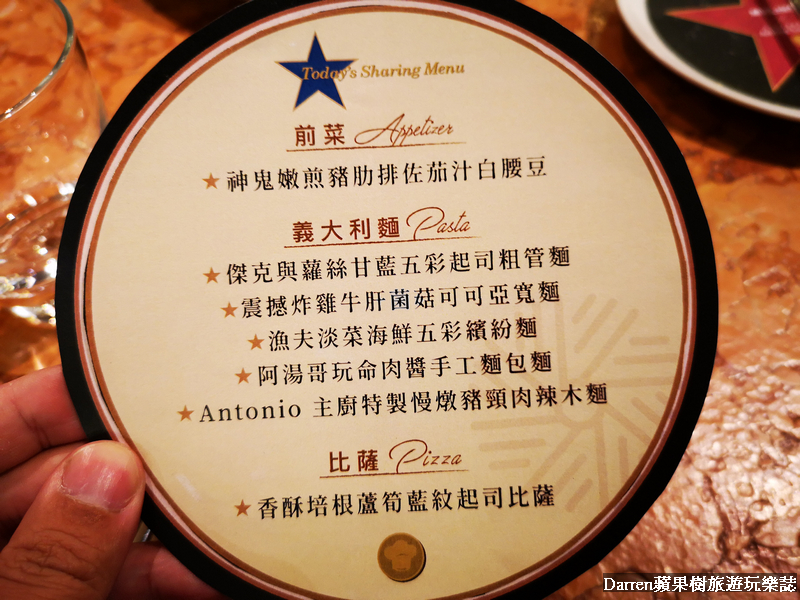 Today's Sharing Menu
前菜 Appetizer
★神鬼嫩煎豬肋排佐茄汁白腰豆
義大利麵 Pasta
★傑克與蘿絲甘藍五彩起司粗管麵
★震撼炸雞牛肝菌菇可可亞寬麵
★漁夫淡菜海鮮五彩繽紛麵
★阿湯哥玩命肉醬手工麵包麵
★Antonio 主廚特製慢燉豬頸肉辣木麵
比薩 Pizza
★香酥培根蘆筍藍紋起司比薩
Darren蘋果樹旅遊玩樂誌